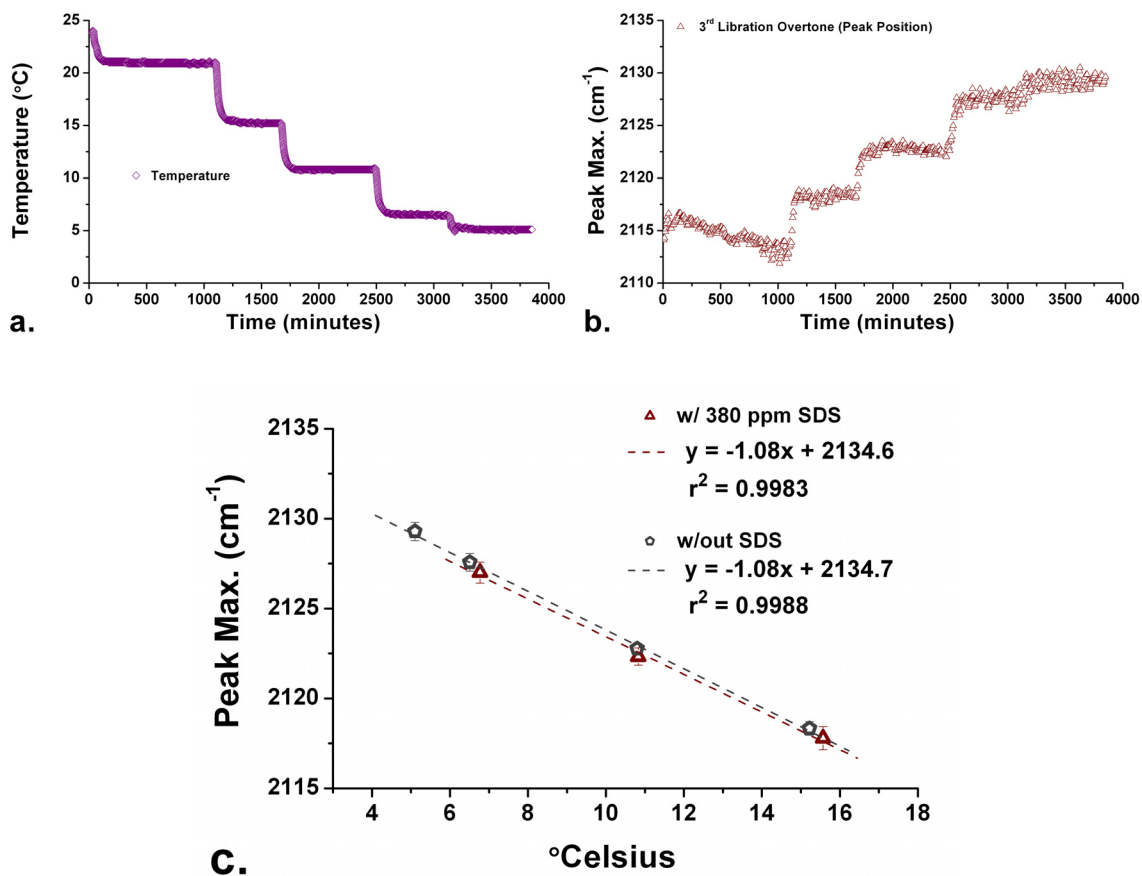 25
20
15
10
5
0
Temperature (°C)
Temperature
0 500 1000 1500 2000 2500 3000 3500 4000
Time (minutes)
a.
2135
2130
2125
2120
2115
2110
Peak Max. (cm⁻¹)
3ʳᵈ Libration Overtone (Peak Position)
0 500 1000 1500 2000 2500 3000 3500 4000
Time (minutes)
b.
2135
2130
2125
2120
2115
Peak Max. (cm⁻¹)
w/ 380 ppm SDS
y = -1.08x + 2134.6
r² = 0.9983
w/out SDS
y = -1.08x + 2134.7
r² = 0.9988
4 6 8 10 12 14 16 18
°Celsius
c.